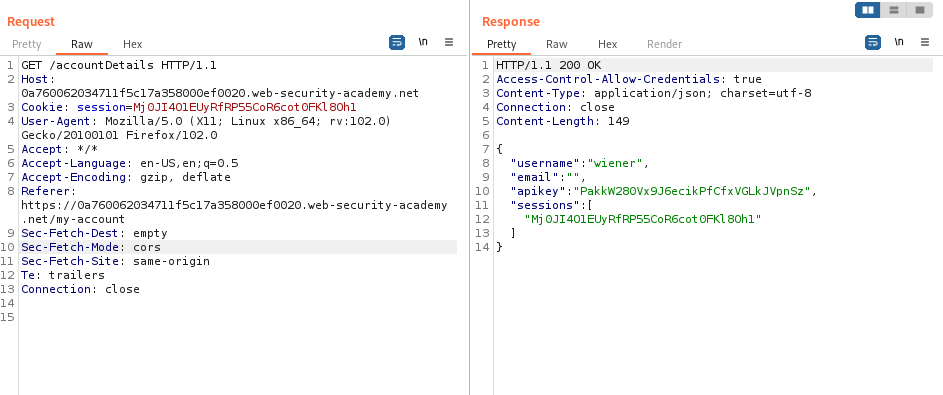 Request
Pretty Raw Hex
\n
1 GET /accountDetails HTTP/1.1
2 Host:
0a760062034711f5c17a358000ef0020.web-security-academy.net
3 Cookie: session=Mj0JI4O1EUyRfRP55CoR6cot0FKl8Oh1
4 User-Agent: Mozilla/5.0 (X11; Linux x86_64; rv:102.0)
Gecko/20100101 Firefox/102.0
5 Accept: */*
6 Accept-Language: en-US,en;q=0.5
7 Accept-Encoding: gzip, deflate
8 Referer:
https://0a760062034711f5c17a358000ef0020.web-security-academy
.net/my-account
9 Sec-Fetch-Dest: empty
10 Sec-Fetch-Mode: cors
11 Sec-Fetch-Site: same-origin
12 Te: trailers
13 Connection: close
14
15
Response
Pretty Raw Hex Render
\n
1 HTTP/1.1 200 OK
2 Access-Control-Allow-Credentials: true
3 Content-Type: application/json; charset=utf-8
4 Connection: close
5 Content-Length: 149
6
7 {
8 "username":"wiener",
9 "email":"",
10 "apikey":"PakkW280Vx9J6ecikPfCfxVGLkJVpnSz",
11 "sessions":[
12 "Mj0JI4O1EUyRfRP55CoR6cot0FKl8Oh1"
13 ]
14 }